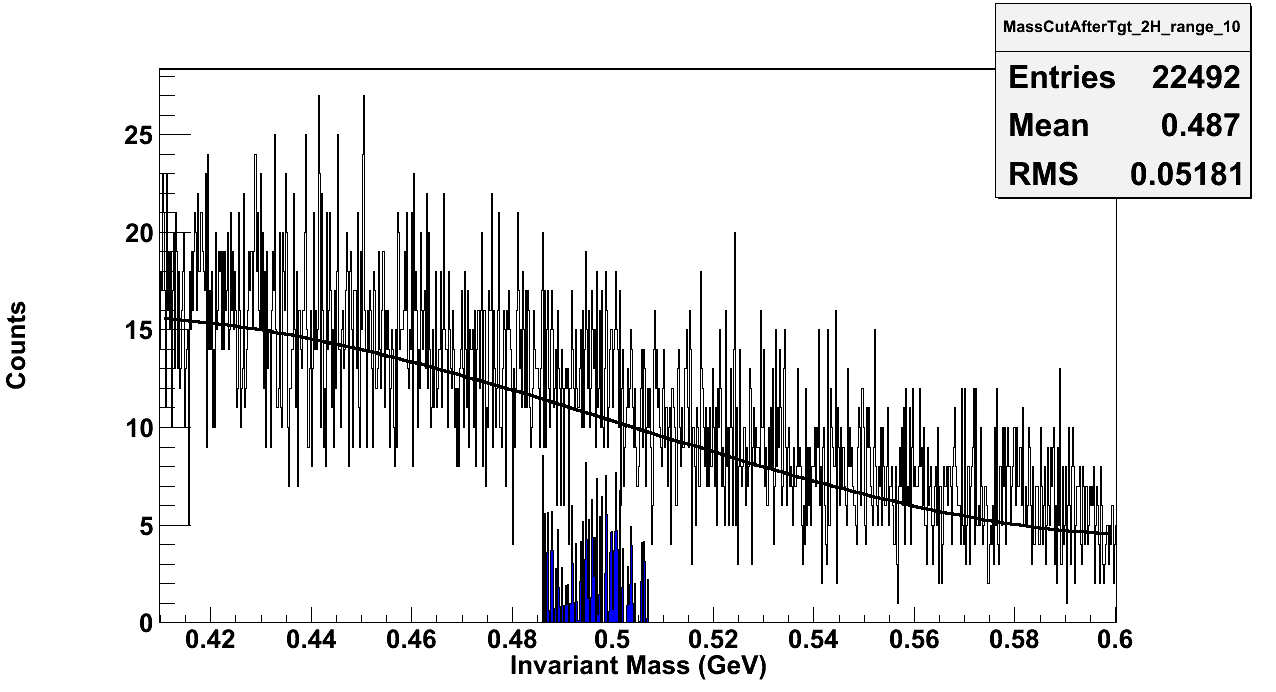 MassCutAfterTgt_2H_range_10
Entries 22492
Mean 0.487
RMS 0.05181
Counts
25
20
15
10
5
0
0.42 0.44 0.46 0.48 0.5 0.52 0.54 0.56 0.58 0.6
Invariant Mass (GeV)